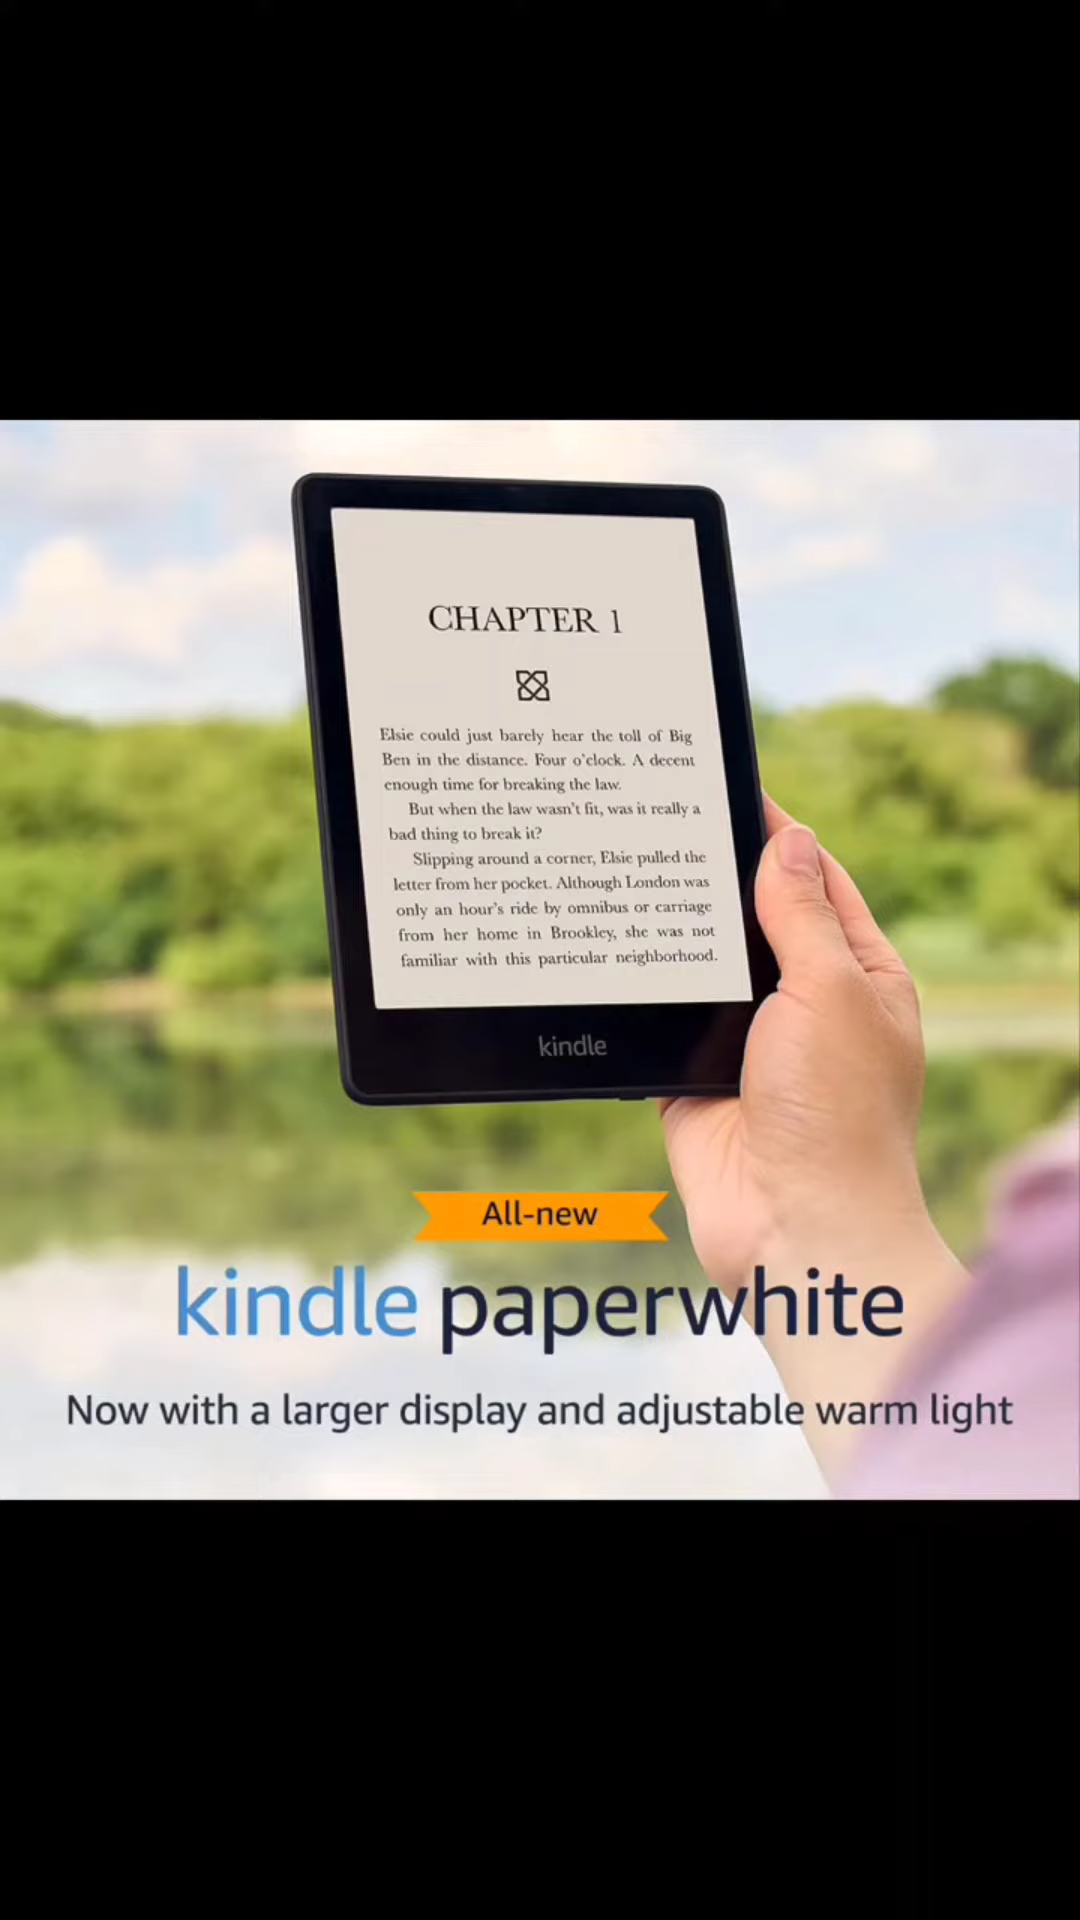 CHAPTER 1
Elsie could just barely hear the toll of Big
Ben in the distance. Four o'clock. A decent
enough time for breaking the law.
But when the law wasn't fit, was it really a
bad thing to break it?
Slipping around a corner, Elsie pulled the
letter from her pocket. Although London was
only an hour's ride by omnibus or carriage
from her home in Brookley, she was not
familiar with this particular neighborhood.
kindle
All-new
kindle paperwhite
Now with a larger display and adjustable warm light